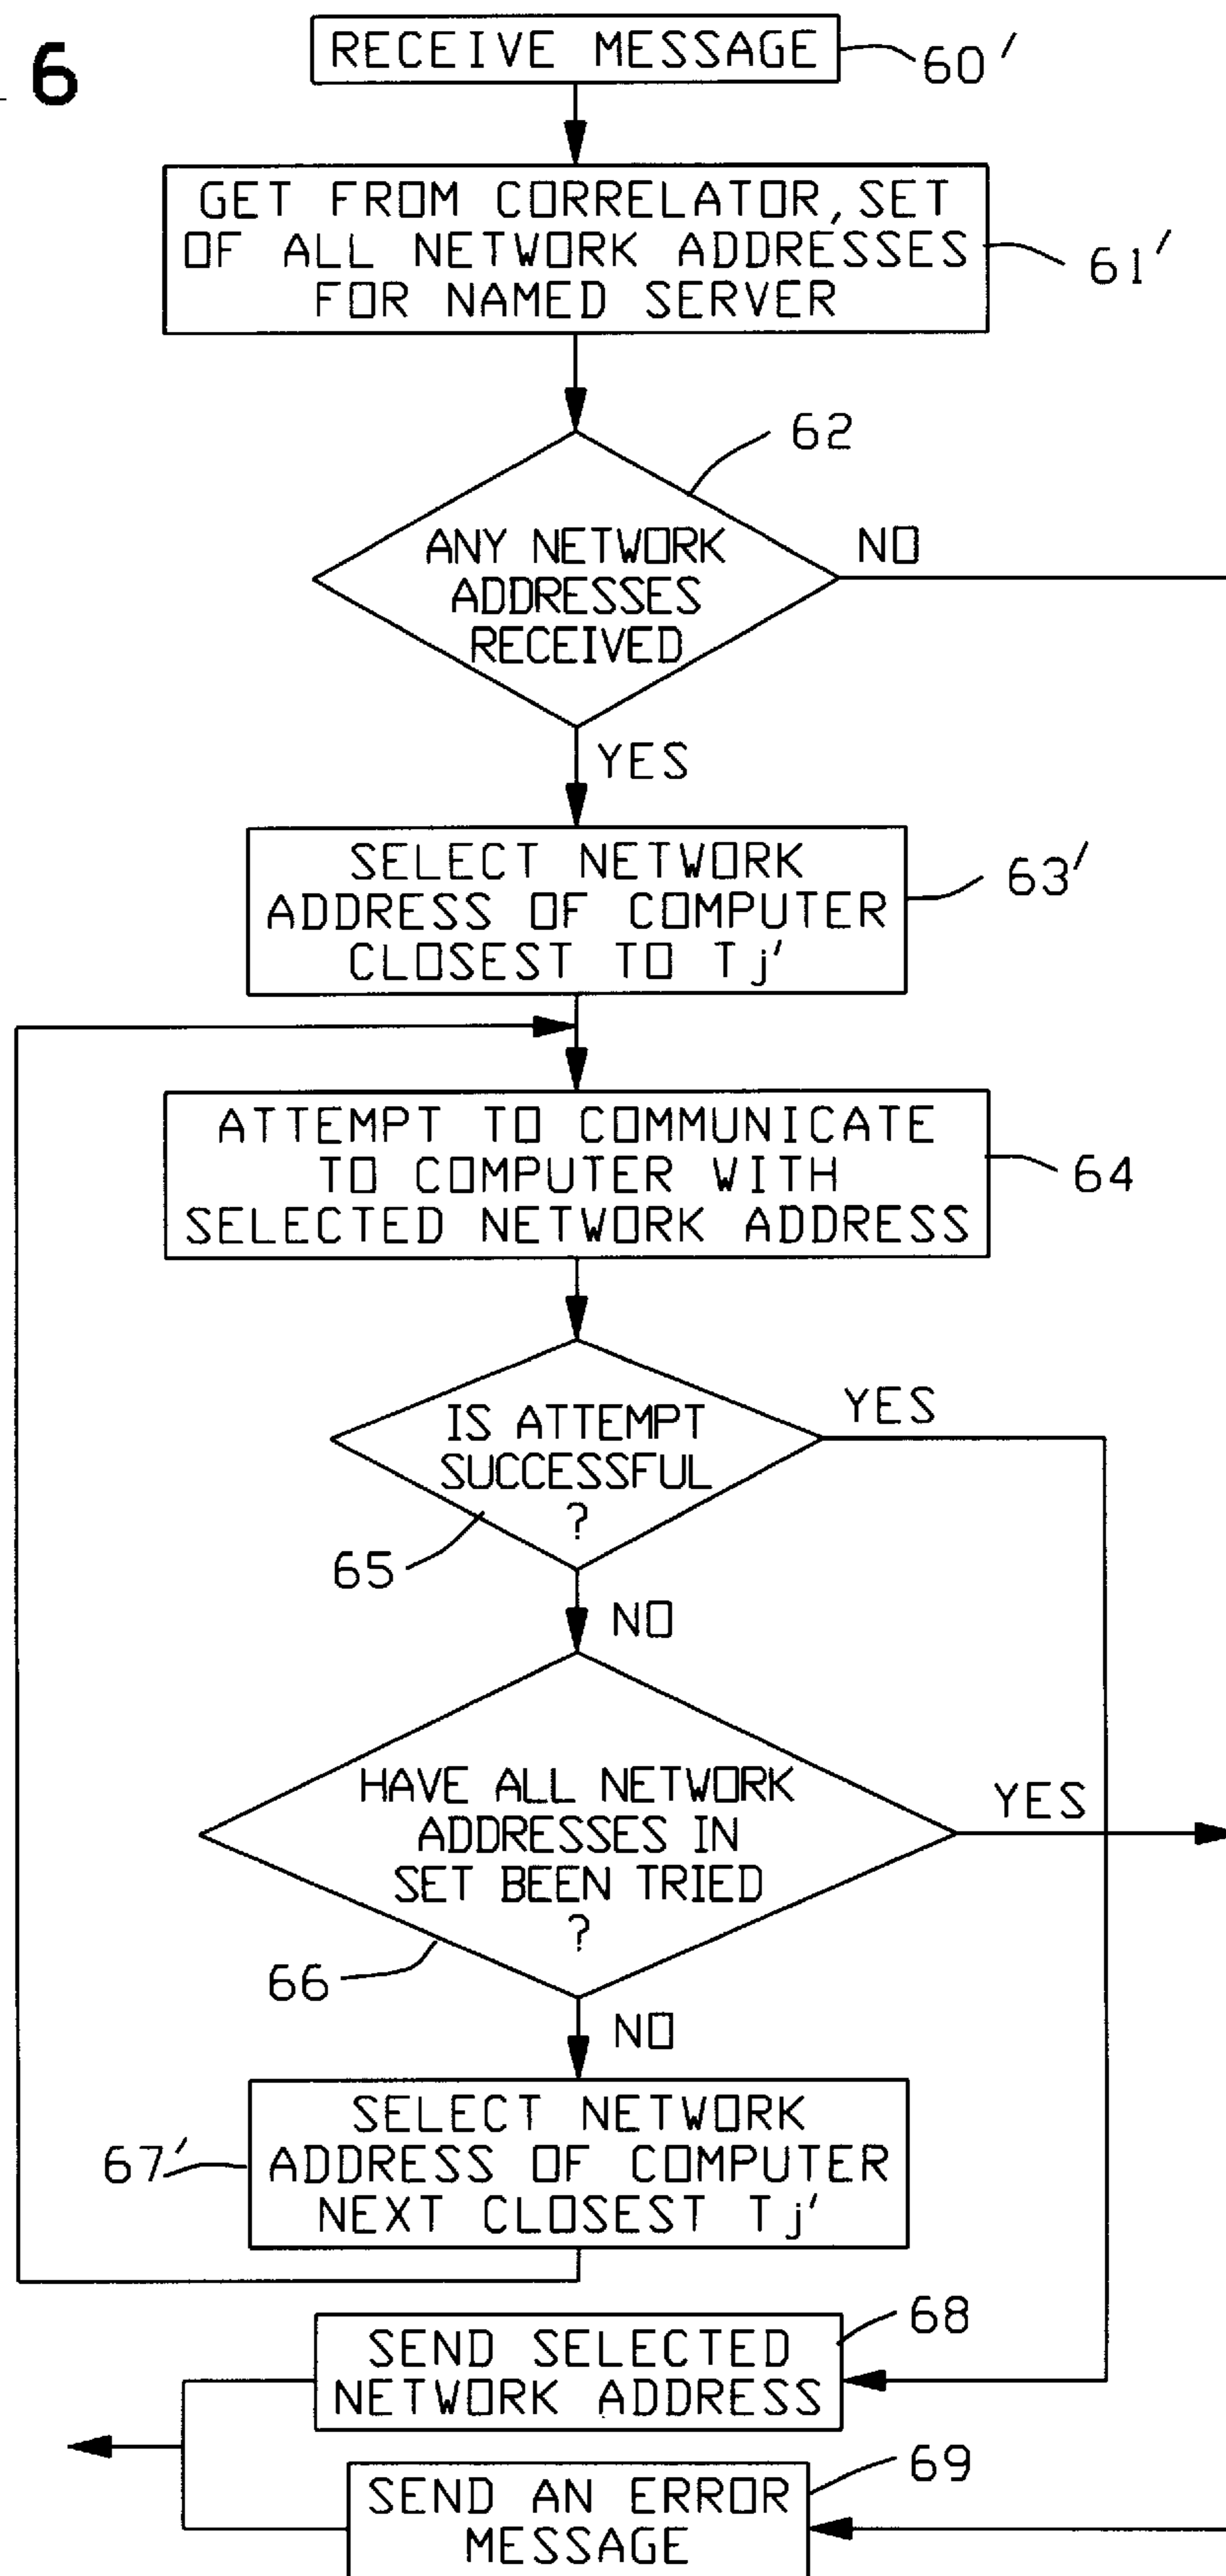 6
RECEIVE MESSAGE
60'
GET FROM CORRELATOR, SET
OF ALL NETWORK ADDRESSES
FOR NAMED SERVER
61'
62
ANY NETWORK
ADDRESSES
RECEIVED
NO
YES
SELECT NETWORK
ADDRESS OF COMPUTER
CLOSEST TO Tj'
63'
ATTEMPT TO COMMUNICATE
TO COMPUTER WITH
SELECTED NETWORK ADDRESS
64
IS ATTEMPT
SUCCESSFUL
?
YES
65
NO
HAVE ALL NETWORK
ADDRESSES IN
SET BEEN TRIED
?
YES
66
NO
SELECT NETWORK
ADDRESS OF COMPUTER
NEXT CLOSEST Tj'
67'
SEND SELECTED
NETWORK ADDRESS
68
SEND AN ERROR
MESSAGE
69